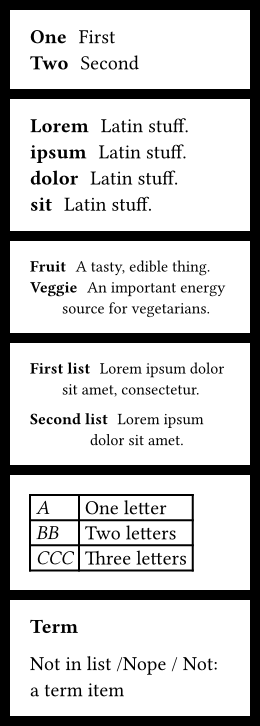 One First
Two Second
Lorem Latin stuff.
ipsum Latin stuff.
dolor Latin stuff.
sit Latin stuff.
Fruit A tasty, edible thing.
Veggie An important energy
source for vegetarians.
First list Lorem ipsum dolor
sit amet, consectetur.
Second list Lorem ipsum
dolor sit amet.
A One letter
BB Two letters
CCC Three letters
Term
Not in list /Nope / Not:
a term item